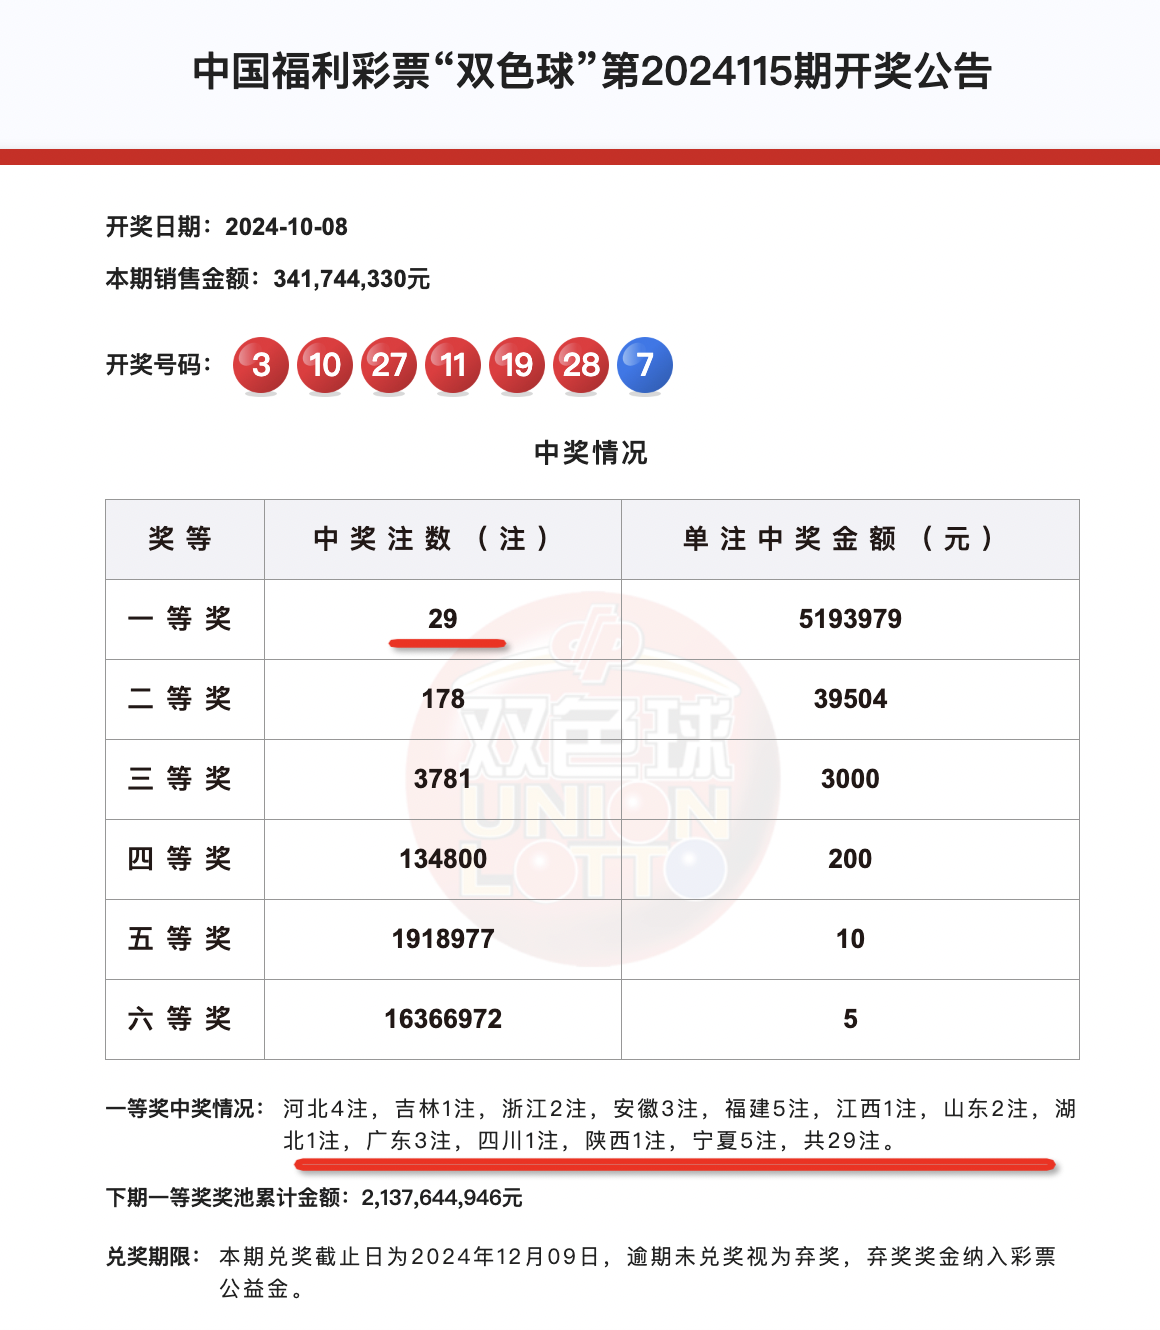 中国福利彩票“双色球”第2024115期开奖公告
开奖日期：2024-10-08
本期销售金额：341,744,330元
开奖号码： 3 10 27 11 19 28 7
中奖情况
奖等 中奖注数（注） 单注中奖金额（元）
一等奖 29 5193979
二等奖 178 39504
三等奖 3781 3000
四等奖 134800 200
五等奖 1918977 10
六等奖 16366972 5
双色球
UNION
LOTTO
一等奖中奖情况： 河北4注，吉林1注，浙江2注，安徽3注，福建5注，江西1注，山东2注，湖
北1注，广东3注，四川1注，陕西1注，宁夏5注，共29注。
下期一等奖奖池累计金额：2,137,644,946元
兑奖期限： 本期兑奖截止日为2024年12月09日，逾期未兑奖视为弃奖，弃奖奖金纳入彩票
公益金。